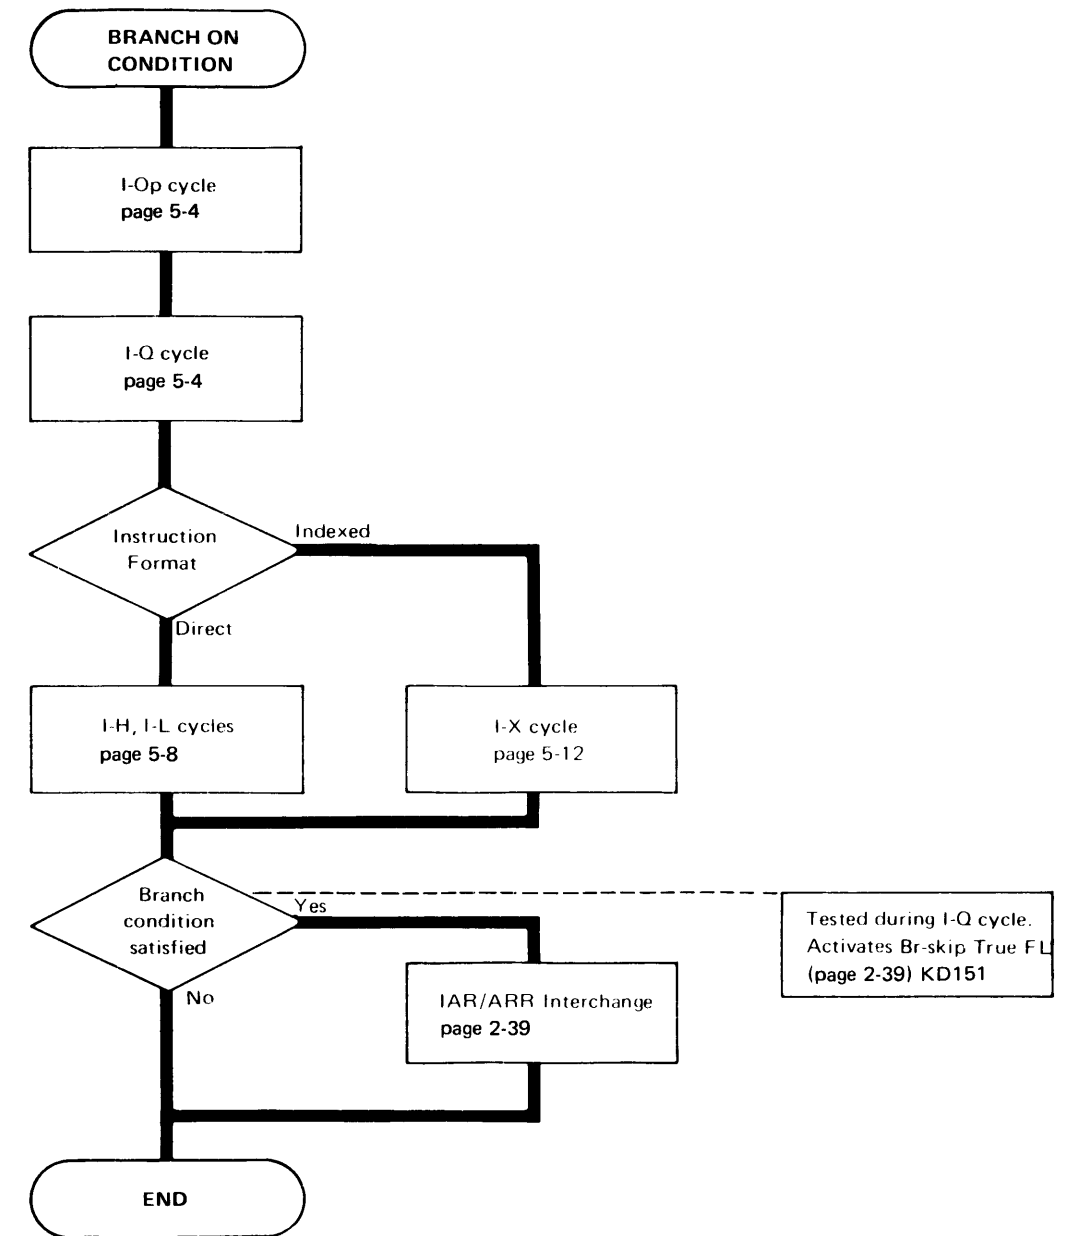 BRANCH ON
CONDITION
I-Op cycle
page 5-4
I-Q cycle
page 5-4
Instruction
Format
Indexed
Direct
I-H, I-L cycles
page 5-8
I-X cycle
page 5-12
Branch
condition
satisfied
Yes
No
Tested during I-Q cycle.
Activates Br-skip True FL
(page 2-39) KD151
IAR/ARR Interchange
page 2-39
END